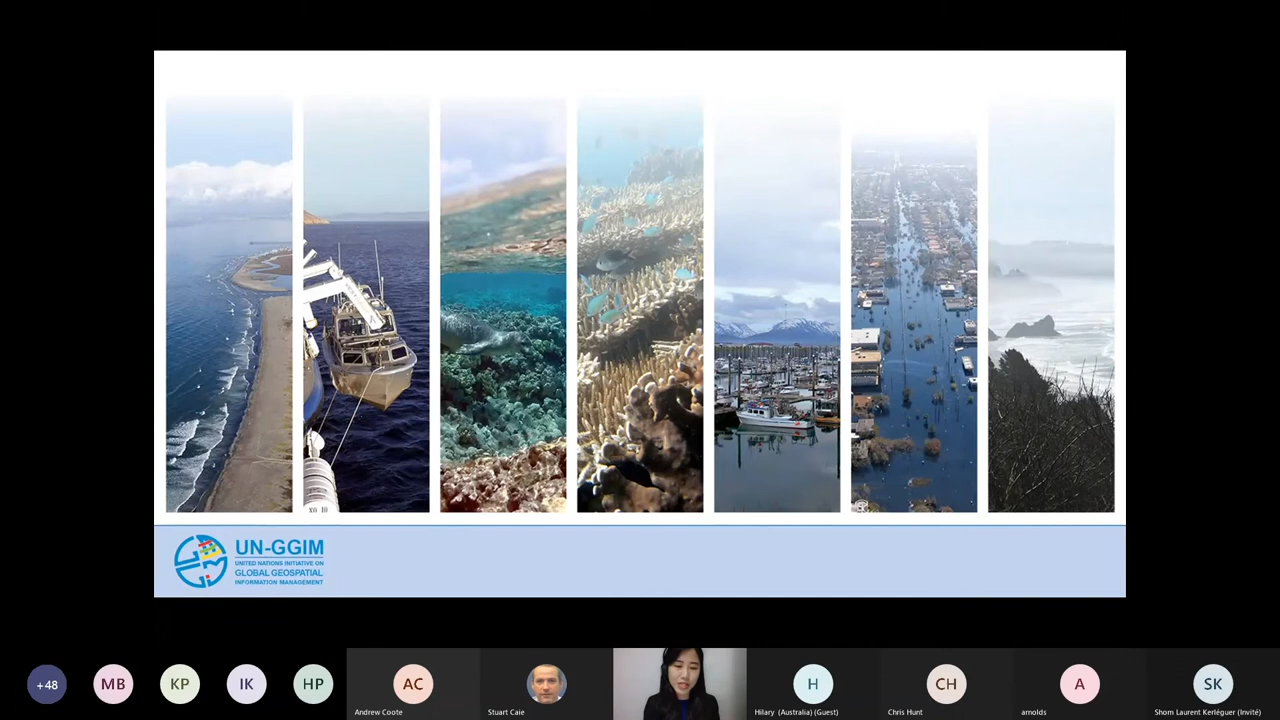 UN-GGIM
UNITED NATIONS INITIATIVE ON
GLOBAL GEOSPATIAL
INFORMATION MANAGEMENT
+48
MB
KP
IK
HP
AC
H
CH
A
SK
Andrew Coote
Stuart Caie
Hilary (Australia) (Guest)
Chris Hunt
arnolds
Shom Laurent Kerléguer (Invité)